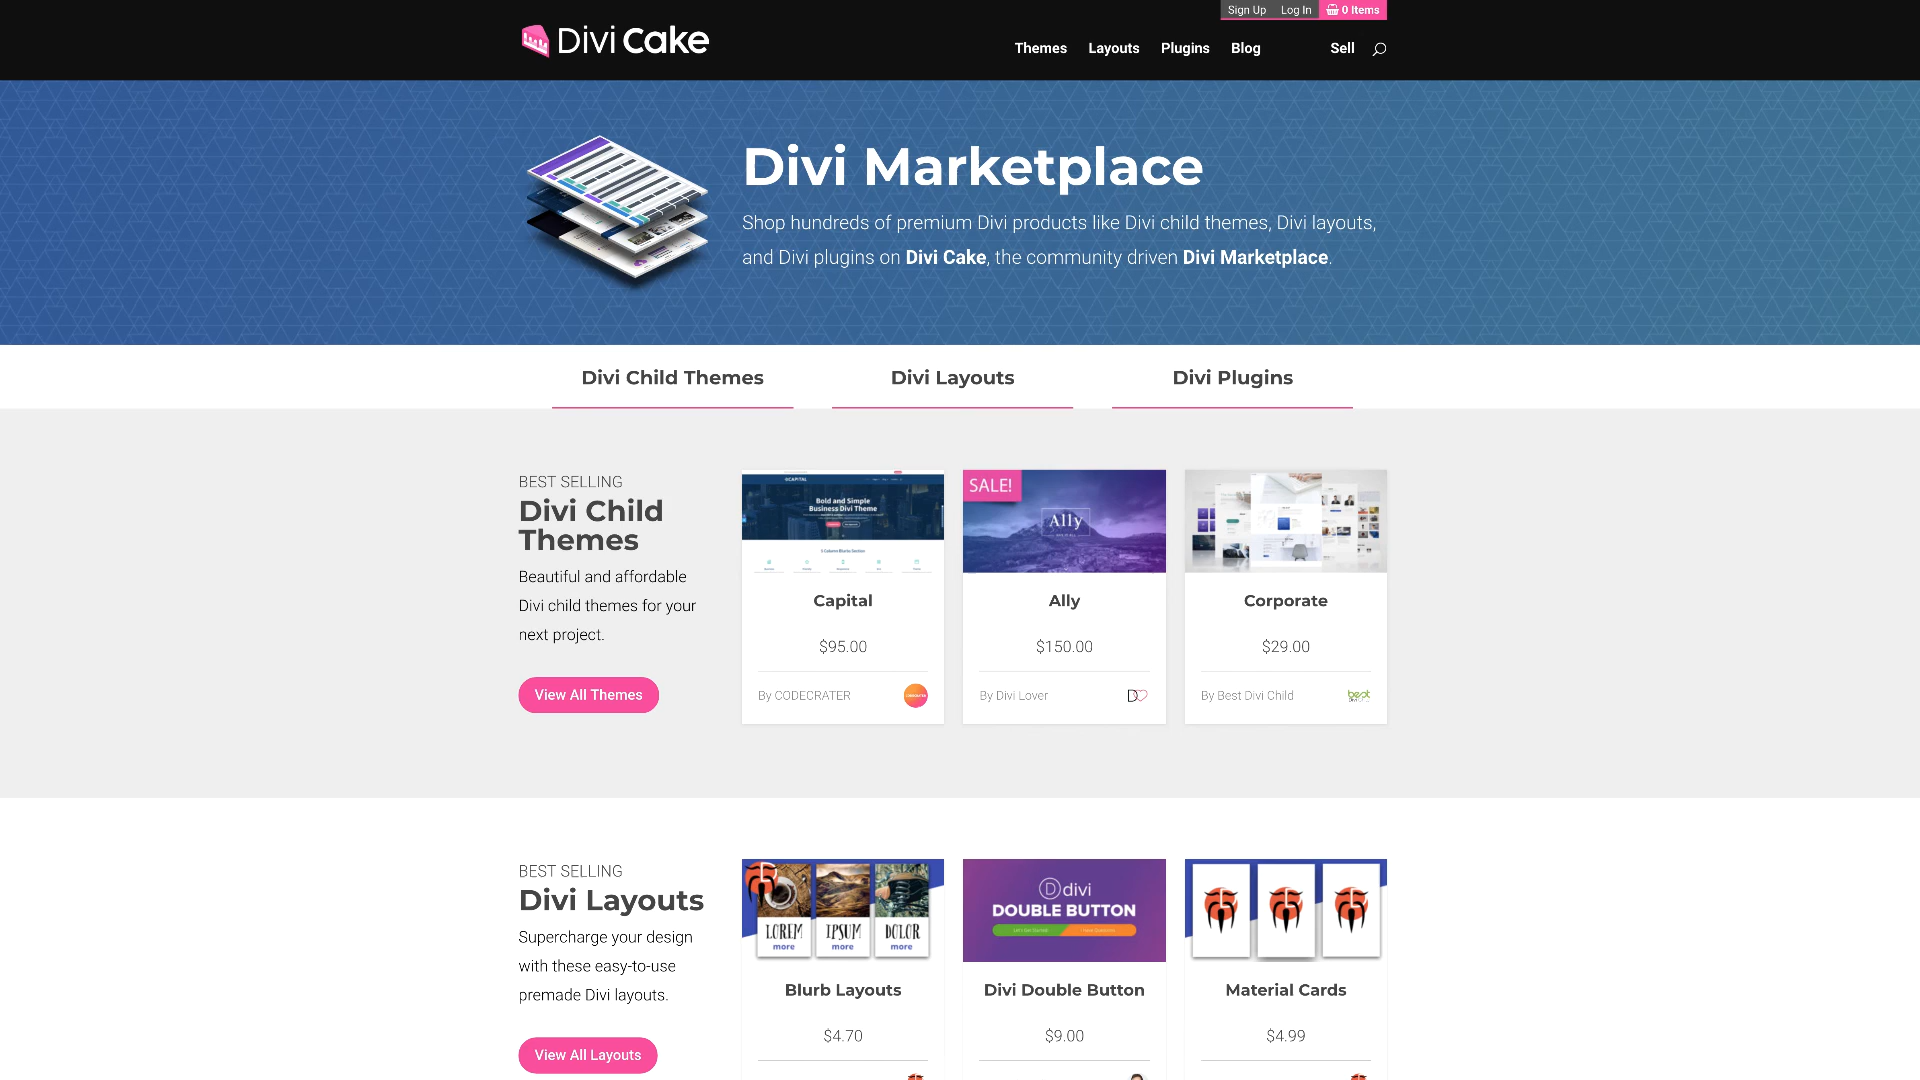 Sign Up Log In 0 Items
Divi Cake
Themes Layouts Plugins Blog Sell
Divi Marketplace
Shop hundreds of premium Divi products like Divi child themes, Divi layouts,
and Divi plugins on Divi Cake, the community driven Divi Marketplace.
Divi Child Themes Divi Layouts Divi Plugins
BEST SELLING
Divi Child
Themes
Beautiful and affordable
Divi child themes for your
next project.
View All Themes
CAPITAL
Bold and Simple
Business Divi Theme
5 Column Blurbs Section
Capital
$95.00
By CODECRATER
SALE!
Ally
Ally
$150.00
By Divi Lover
Corporate
$29.00
By Best Divi Child
best
BEST SELLING
Divi Layouts
Supercharge your design
with these easy-to-use
premade Divi layouts.
View All Layouts
LOREM IPSUM DOLOR
more more more
Blurb Layouts
$4.70
divi
DOUBLE BUTTON
Divi Double Button
$9.00
Material Cards
$4.99